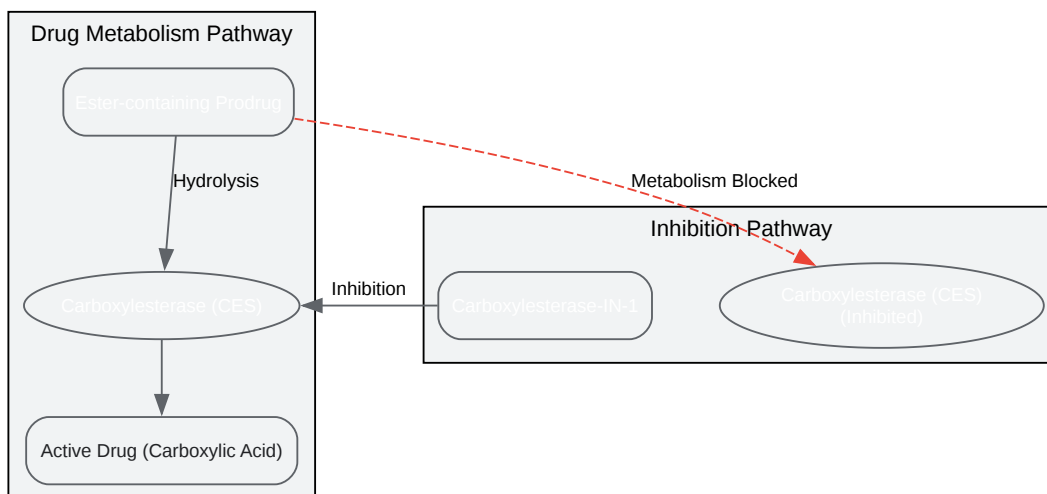 Drug Metabolism Pathway
Ester-containing Prodrug
Hydrolysis
Metabolism Blocked
Inhibition Pathway
Carboxylesterase (CES)
Inhibition
Carboxylesterase-IN-1
Carboxylesterase (CES)
(Inhibited)
Active Drug (Carboxylic Acid)